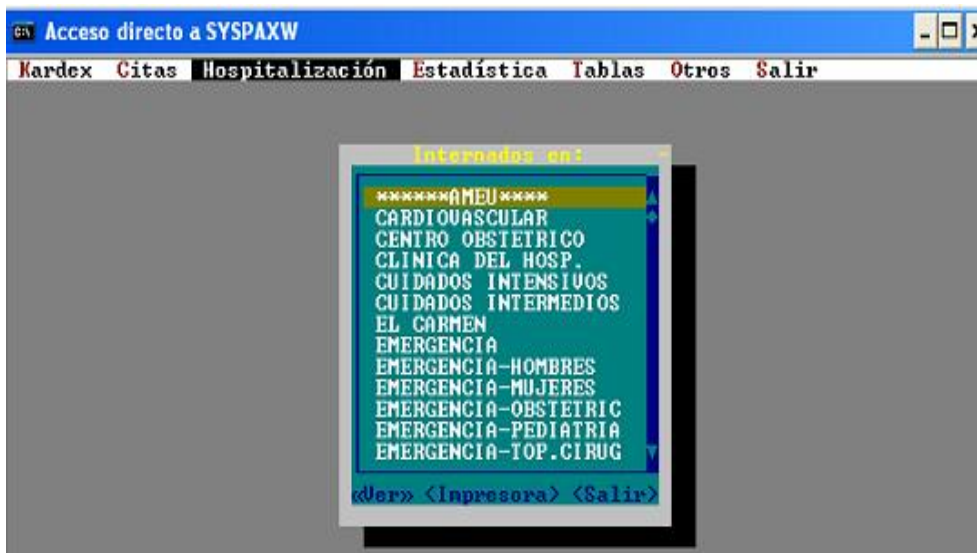 Acceso directo a SYSPAXW
Kardex Citas Hospitalización Estadística Tablas Otros Salir
Internados en:
******AMEU****
CARDIOVASCULAR
CENTRO OBSTETRICO
CLINICA DEL HOSP.
CUIDADOS INTENSIVOS
CUIDADOS INTERMEDIOS
EL CARMEN
EMERGENCIA
EMERGENCIA-HOMBRES
EMERGENCIA-MUJERES
EMERGENCIA-OBSTETRIC
EMERGENCIA-PEDIATRIA
EMERGENCIA-TOP.CIRUG
«Ver» <Impresora> <Salir>